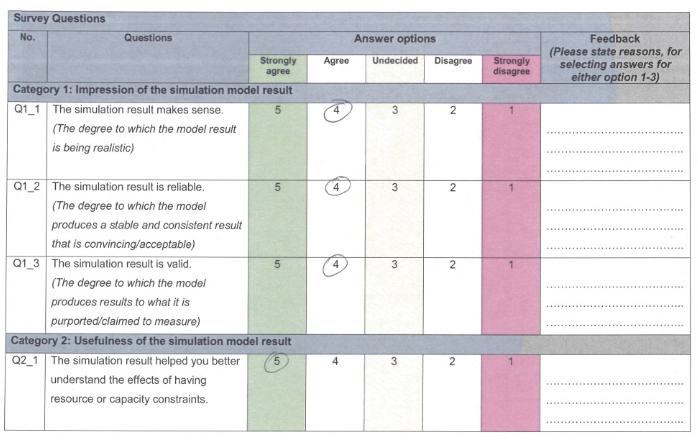 Survey Questions
No. Questions Answer options Feedback
(Please state reasons, for
selecting answers for
either option 1-3)
Strongly agree Agree Undecided Disagree Strongly disagree
Category 1: Impression of the simulation model result
Q1_1 The simulation result makes sense. 5 4 3 2 1
(The degree to which the model result
is being realistic)
Q1_2 The simulation result is reliable. 5 4 3 2 1
(The degree to which the model
produces a stable and consistent result
that is convincing/acceptable)
Q1_3 The simulation result is valid. 5 4 3 2 1
(The degree to which the model
produces results to what it is
purported/claimed to measure)
Category 2: Usefulness of the simulation model result
Q2_1 The simulation result helped you better 5 4 3 2 1
understand the effects of having
resource or capacity constraints.